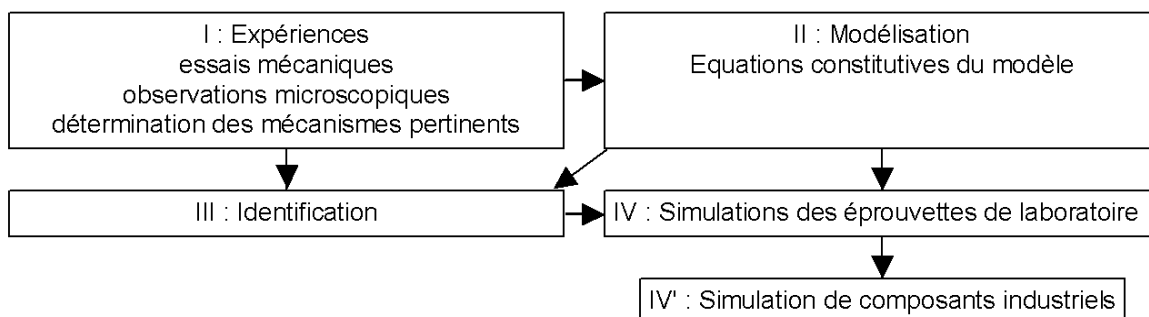 I : Expériences
essais mécaniques
observations microscopiques
détermination des mécanismes pertinents
II : Modélisation
Equations constitutives du modèle
III : Identification
IV : Simulations des éprouvettes de laboratoire
IV' : Simulation de composants industriels